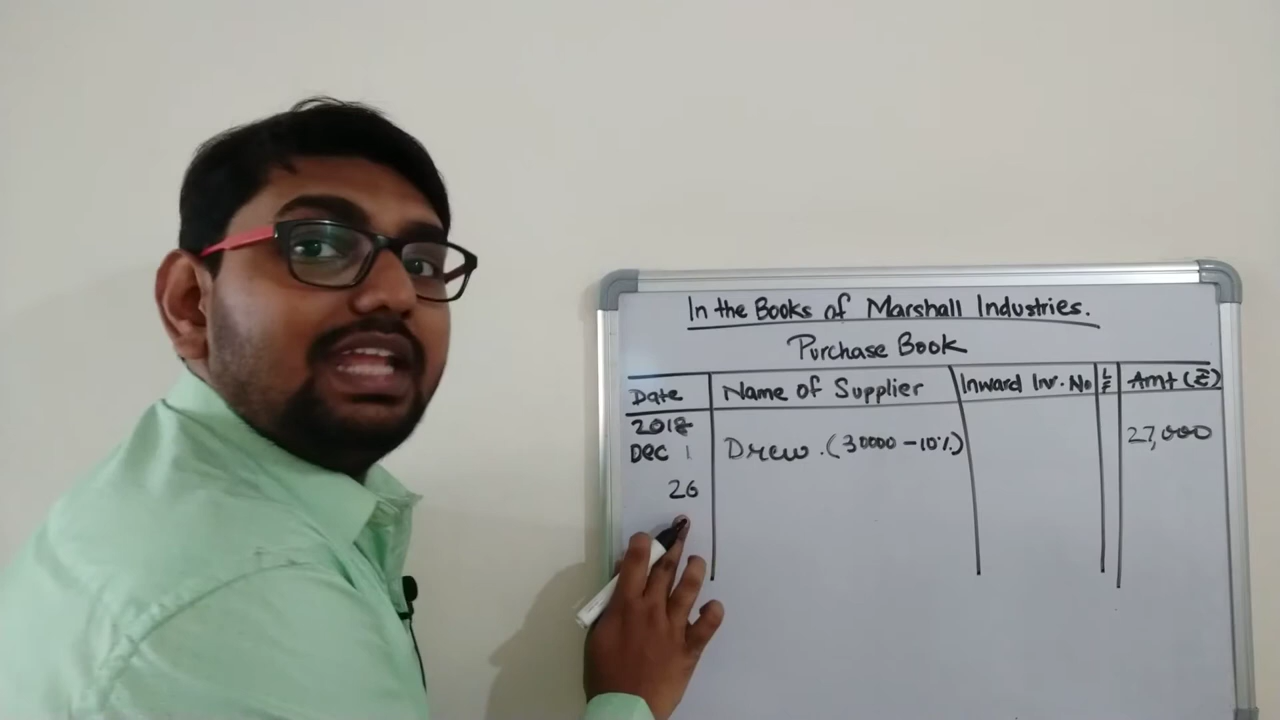 In the Books of Marshall Industries.
Purchase Book
Date Name of Supplier Inward Inv. No LF Amt (₹)
2018
Dec 1 Drew. (30000 - 10%) 27,000
26